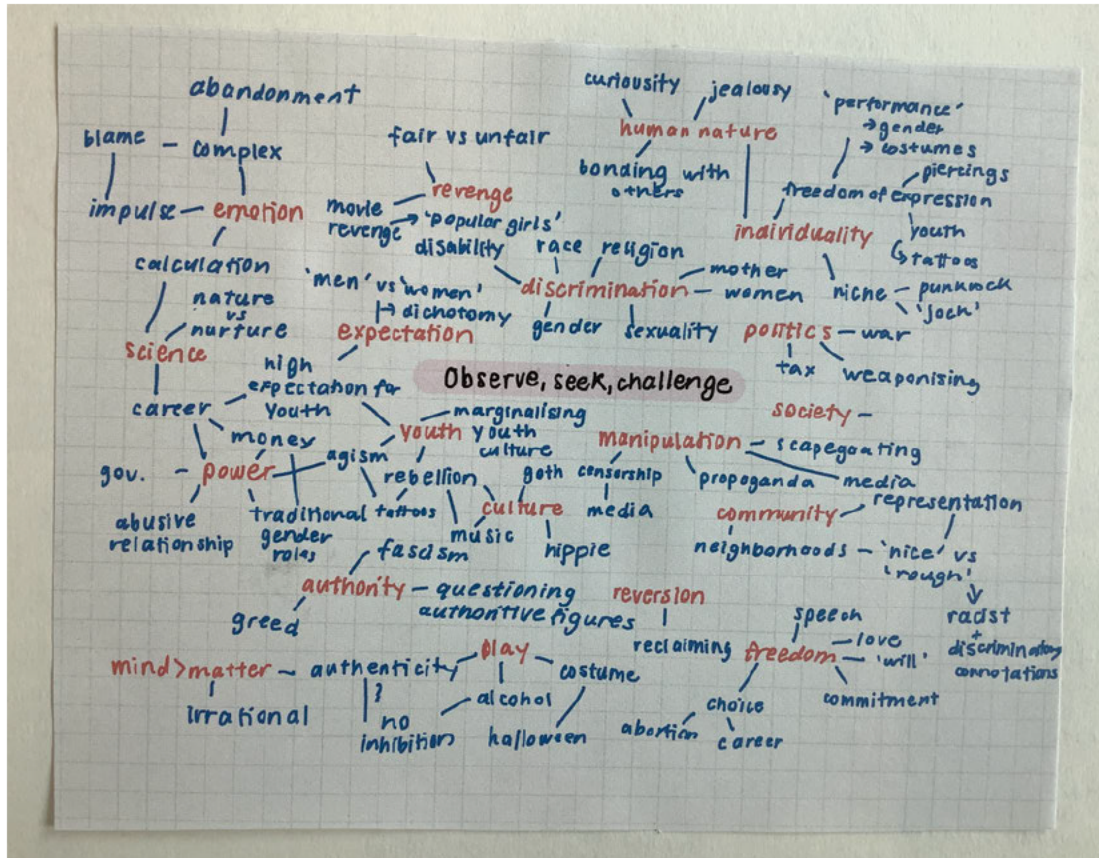 abandonment
blame - complex
impulse - emotion
calculation
nature
vs
nurture
science
career
fair vs unfair
revenge
movie
revenge → 'popular girls'
curiousity
jealousy
human nature
bonding with
others
'performance'
→ gender
→ costumes
piercings
freedom of expression
youth
↳ tattoos
individuality
niche - punkrock
'jock'
disability
race
religion
mother
discrimination - women
gender
sexuality
'men' vs 'women'
↦ dichotomy
expectation
high
expectation for
youth
politics - war
tax
weaponising
Observe, seek, challenge
society -
money
gov. - power
abusive
relationship
traditional
gender
roles
agism
youth
marginalising
youth
culture
rebellion
tattoos
music
culture
goth
hippie
manipulation - scapegoating
censorship
media
propoganda
media
community
representation
neighborhoods - 'nice' vs
'rough'
racist
+
discriminatory
connotations
fascism
authority - questioning
authoritive figures
greed
reversion
reclaiming
speech
love
freedom - 'will'
commitment
choice
abortion
career
mind>matter - authenticity
irrational
?
no
inhibition
play
costume
alcohol
halloween